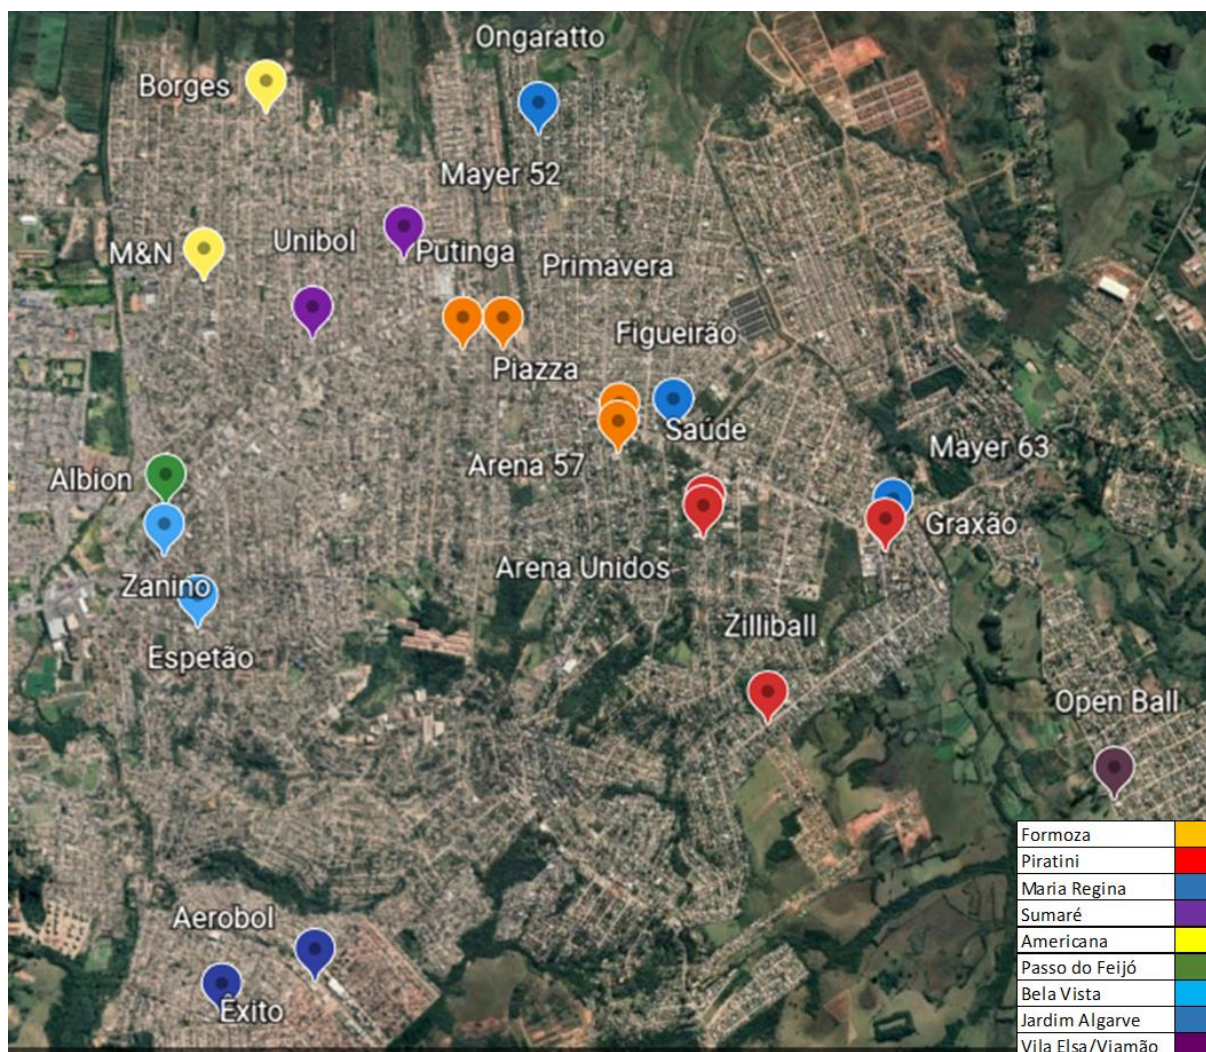 Ongaratto
Borges
Mayer 52
Unibol
M&N
Putinga
Primavera
Figueirão
Piazza
Saúde
Mayer 63
Arena 57
Albion
Graxão
Arena Unidos
Zanino
Zilliball
Espetão
Open Ball
Formoza
Piratini
Maria Regina
Sumaré
Americana
Passo do Feijó
Bela Vista
Jardim Algarve
Vila Elsa/Viamão
Aerobol
Êxito